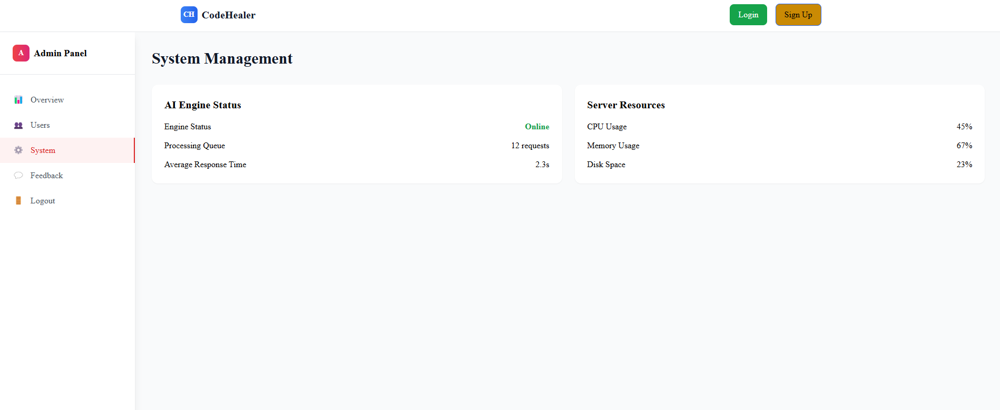 CH CodeHealer Login Sign Up
A Admin Panel
Overview
Users
System
Feedback
Logout
System Management
AI Engine Status
Engine Status Online
Processing Queue 12 requests
Average Response Time 2.3s
Server Resources
CPU Usage 45%
Memory Usage 67%
Disk Space 23%